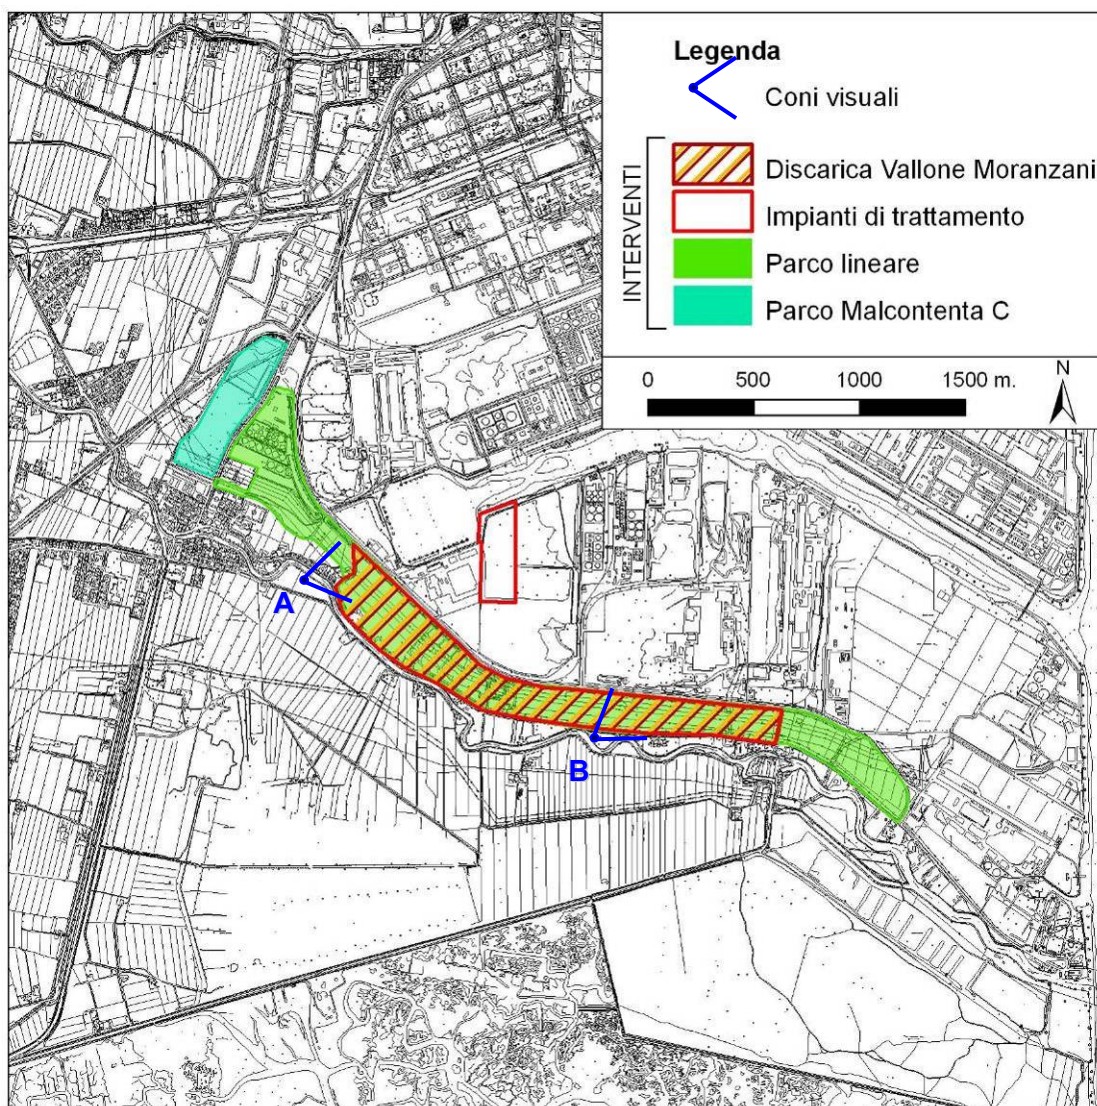 Legenda
Coni visuali
INTERVENTI
Discarica Vallone Moranzani
Impianti di trattamento
Parco lineare
Parco Malcontenta C
0 500 1000 1500 m.
N
A
B